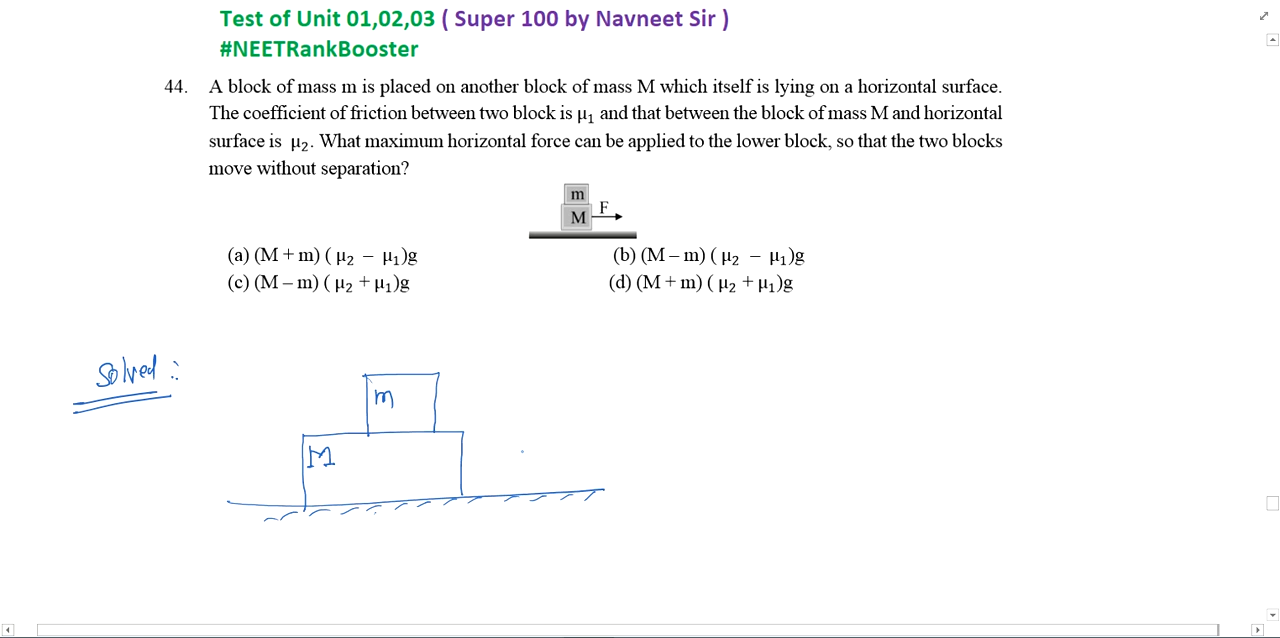 Test of Unit 01,02,03 ( Super 100 by Navneet Sir )
#NEETRankBooster
44. A block of mass m is placed on another block of mass M which itself is lying on a horizontal surface.
The coefficient of friction between two block is μ₁ and that between the block of mass M and horizontal
surface is μ₂. What maximum horizontal force can be applied to the lower block, so that the two blocks
move without separation?
m
M F
(a) (M + m) ( μ₂ − μ₁)g (b) (M – m) ( μ₂ − μ₁)g
(c) (M – m) ( μ₂ + μ₁)g (d) (M + m) ( μ₂ + μ₁)g
Solved :
m
M